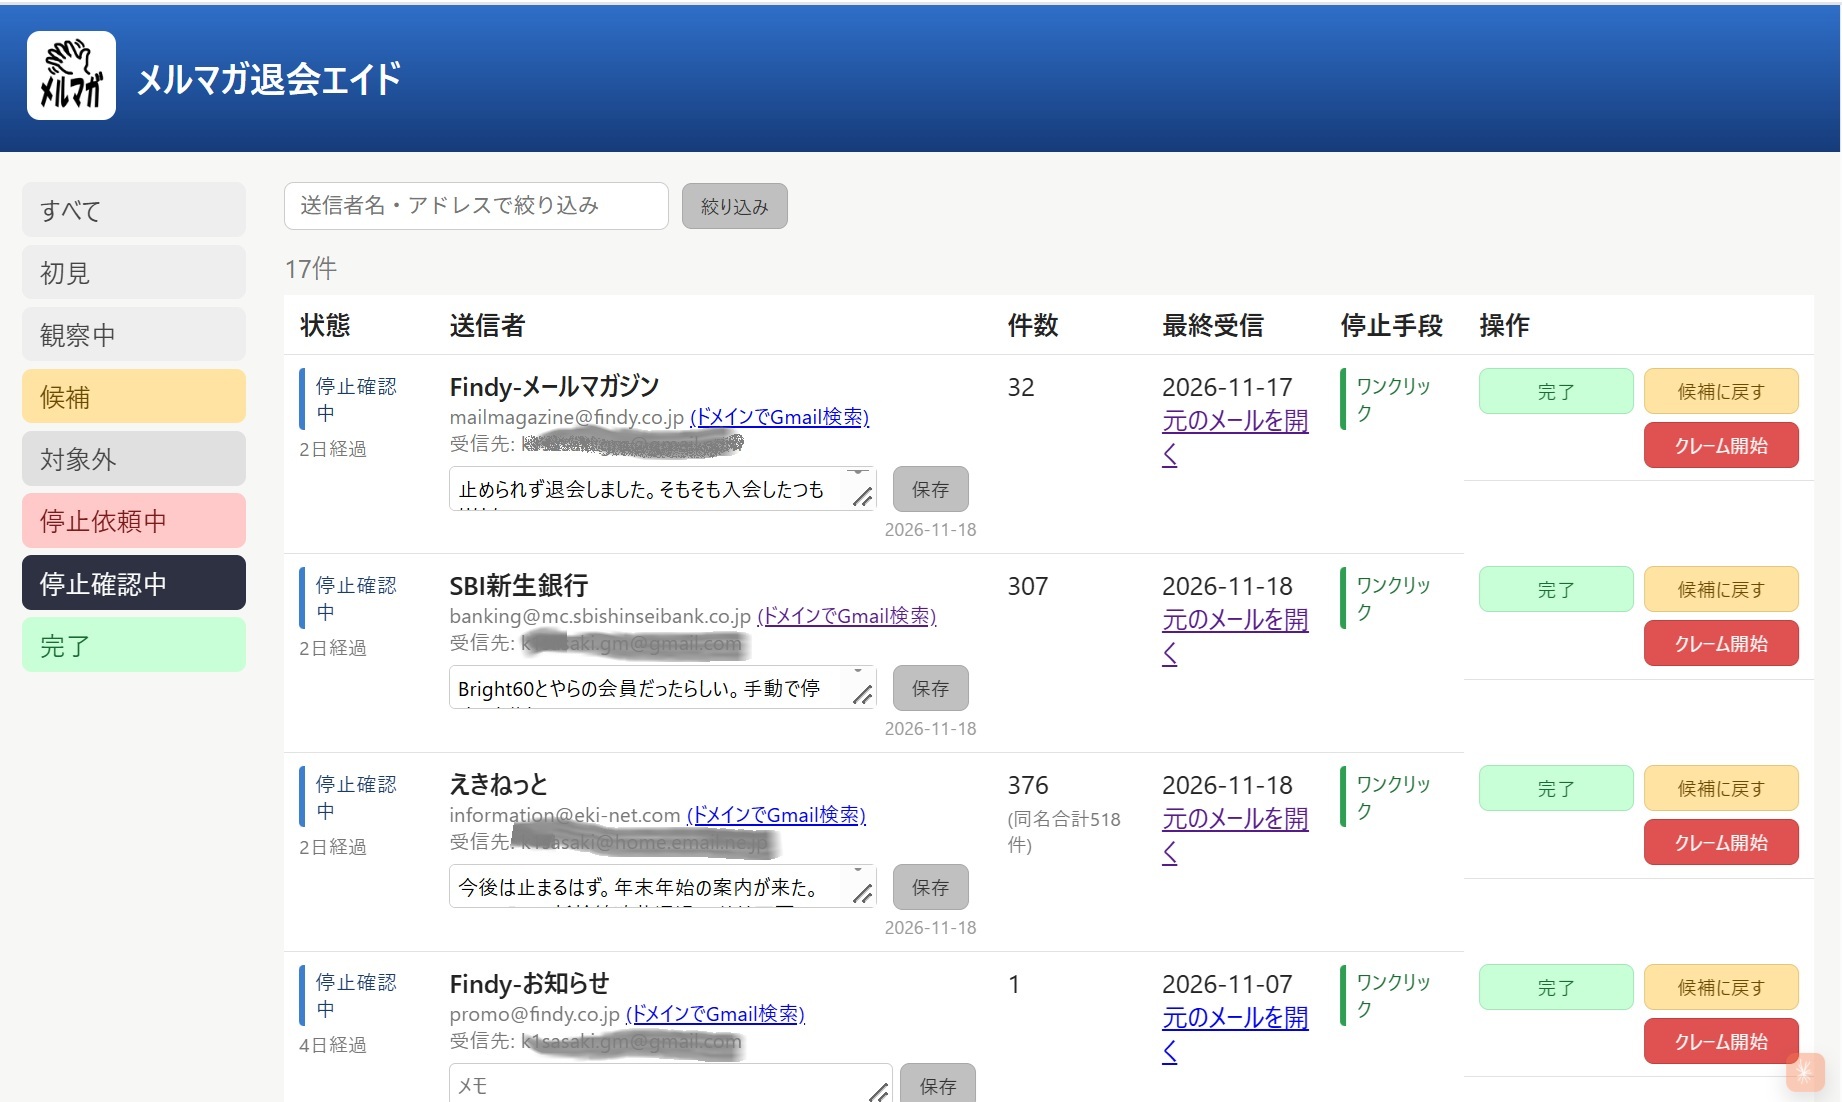 メルマガ
メルマガ退会エイド
すべて
初見
観察中
候補
対象外
停止依頼中
停止確認中
完了
送信者名・アドレスで絞り込み
絞り込み
17件
状態 送信者 件数 最終受信 停止手段 操作
停止確認中
2日経過
Findy-メールマガジン
mailmagazine@findy.co.jp (ドメインでGmail検索)
受信先:
止められず退会しました。そもそも入会したつも
保存
2026-11-18
32
2026-11-17
元のメールを開く
ワンクリック
完了
候補に戻す
クレーム開始
停止確認中
2日経過
SBI新生銀行
banking@mc.sbishinseibank.co.jp (ドメインでGmail検索)
受信先:
Bright60とやらの会員だったらしい。手動で停
保存
2026-11-18
307
2026-11-18
元のメールを開く
ワンクリック
完了
候補に戻す
クレーム開始
停止確認中
2日経過
えきねっと
information@eki-net.com (ドメインでGmail検索)
受信先:
今後は止まるはず。年末年始の案内が来た。
保存
2026-11-18
376
(同名合計518件)
2026-11-18
元のメールを開く
ワンクリック
完了
候補に戻す
クレーム開始
停止確認中
4日経過
Findy-お知らせ
promo@findy.co.jp (ドメインでGmail検索)
受信先:
メモ
保存
1
2026-11-07
元のメールを開く
ワンクリック
完了
候補に戻す
クレーム開始